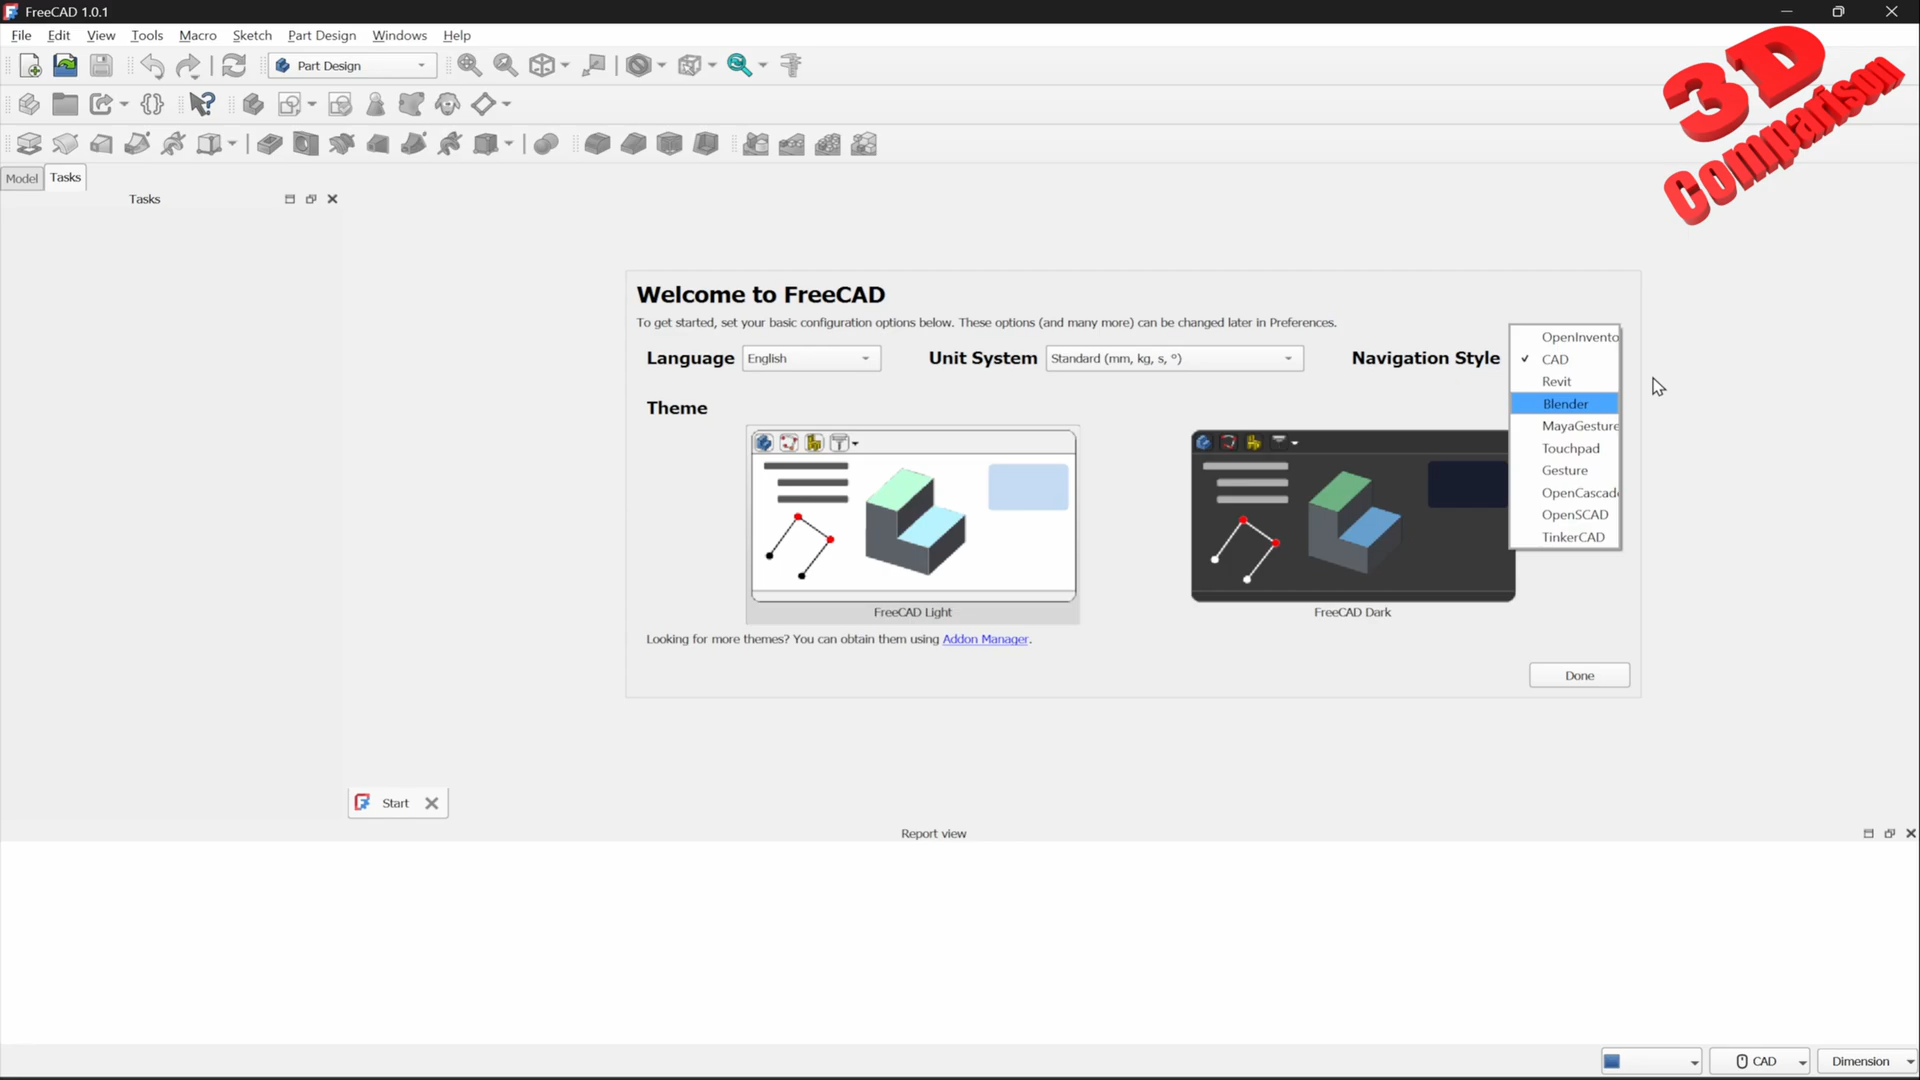 FreeCAD 1.0.1
File Edit View Tools Macro Sketch Part Design Windows Help
Part Design
3D
Comparison
Model Tasks
Tasks
Welcome to FreeCAD
To get started, set your basic configuration options below. These options (and many more) can be changed later in Preferences.
Language English Unit System Standard (mm, kg, s, °) Navigation Style
OpenInvento
✓ CAD
Revit
Blender
MayaGesture
Touchpad
Gesture
OpenCascade
OpenSCAD
TinkerCAD
Theme
FreeCAD Light
FreeCAD Dark
Looking for more themes? You can obtain them using Addon Manager.
Done
Start
Report view
CAD Dimension